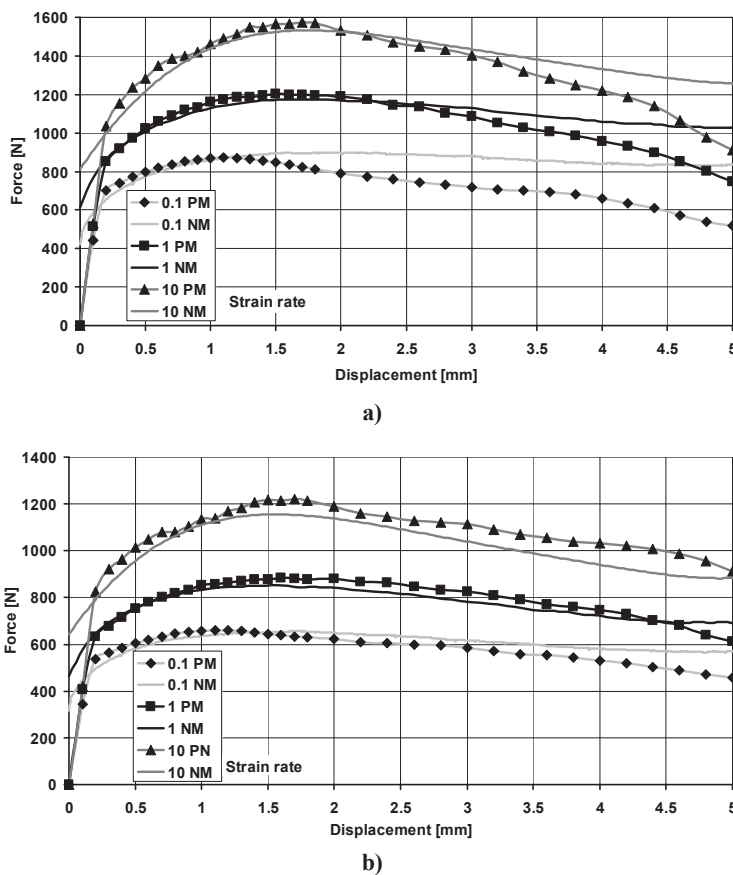 1600
1400
1200
1000
800
600
400
200
0
Force [N]
0.1 PM
0.1 NM
1 PM
1 NM
10 PM
10 NM
Strain rate
0 0.5 1 1.5 2 2.5 3 3.5 4 4.5 5
Displacement [mm]
a)
1400
1200
1000
800
600
400
200
0
Force [N]
0.1 PM
0.1 NM
1 PM
1 NM
10 PN
10 NM
Strain rate
0 0.5 1 1.5 2 2.5 3 3.5 4 4.5 5
Displacement [mm]
b)